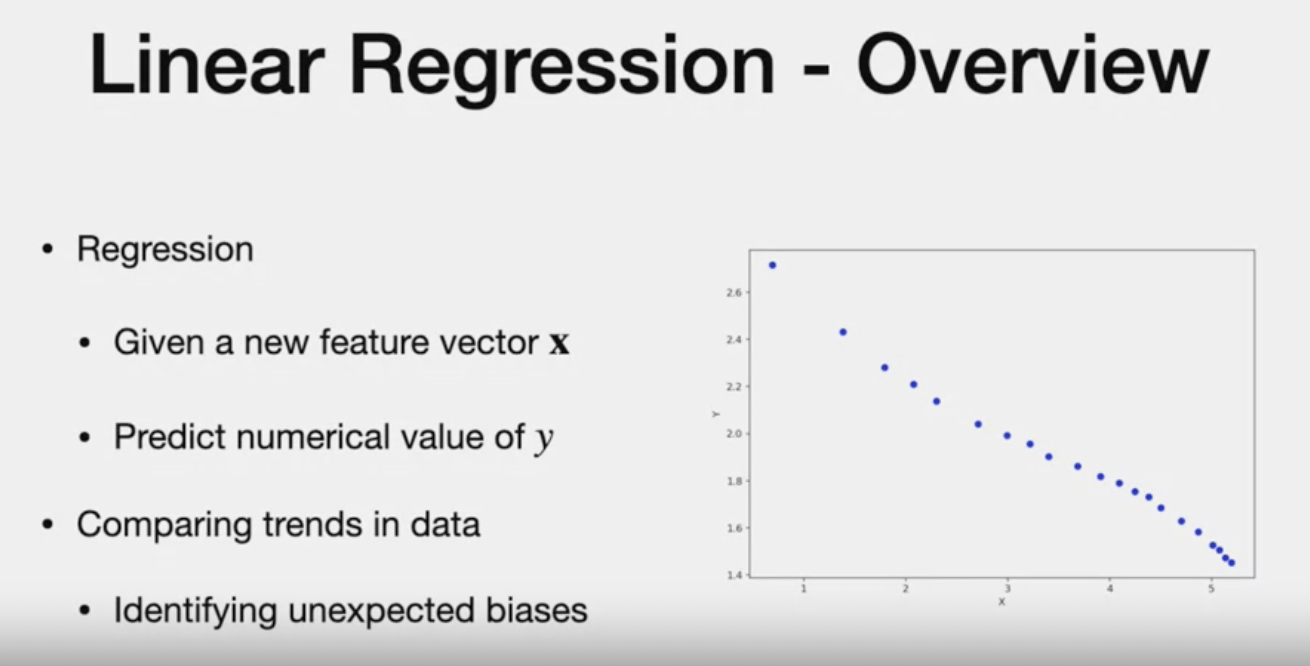 Linear Regression - Overview
• Regression
• Given a new feature vector x
• Predict numerical value of y
• Comparing trends in data
• Identifying unexpected biases
2.6
2.4
2.2
2.0
1.8
1.6
1.4
Y
1 2 3 4 5
X